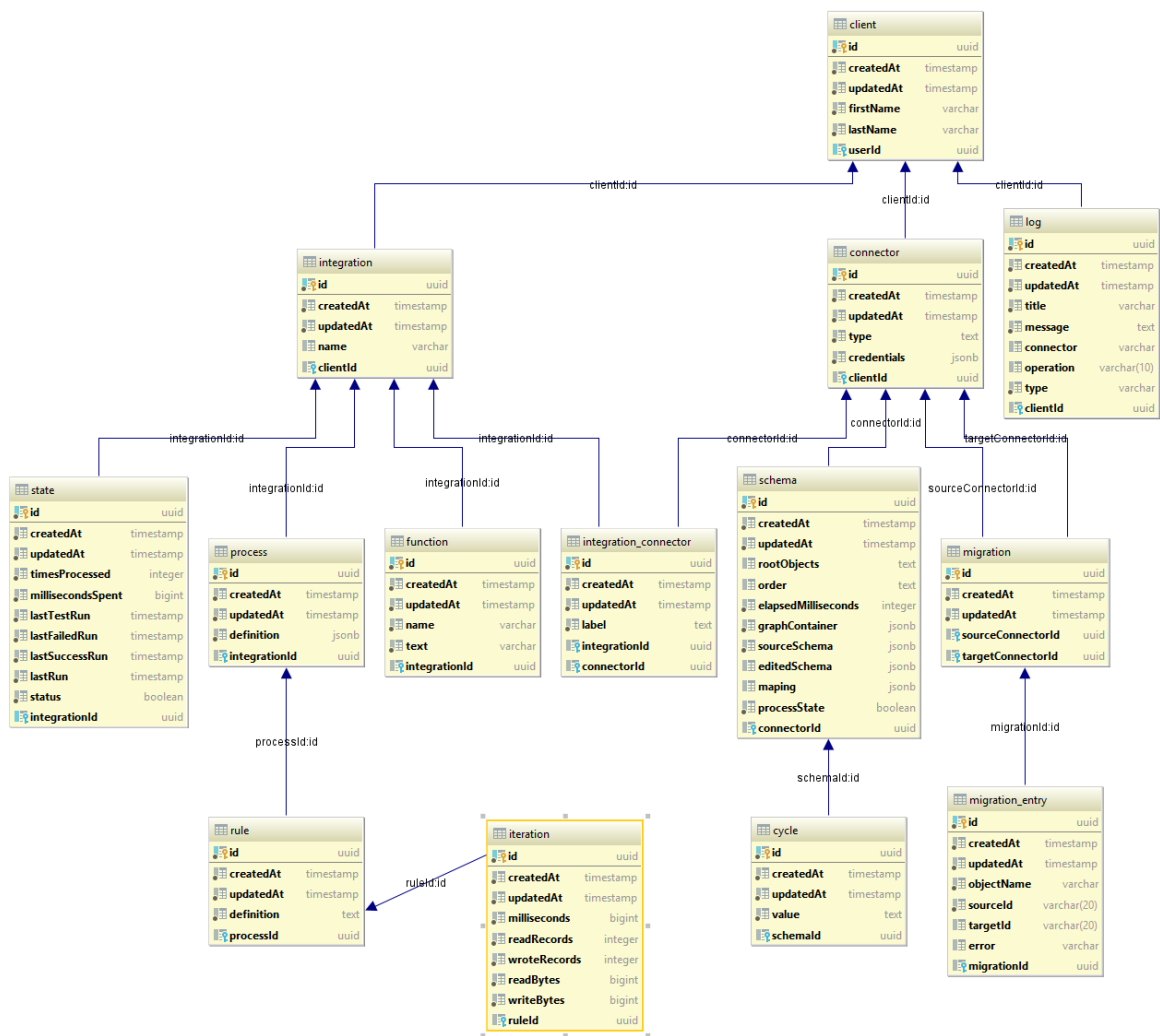 client
id uuid
createdAt timestamp
updatedAt timestamp
firstName varchar
lastName varchar
userId uuid
clientId:id
clientId:id
clientId:id
log
id uuid
createdAt timestamp
updatedAt timestamp
title varchar
message text
connector varchar
operation varchar(10)
type varchar
clientId uuid
integration
id uuid
createdAt timestamp
updatedAt timestamp
name varchar
clientId uuid
connector
id uuid
createdAt timestamp
updatedAt timestamp
type text
credentials jsonb
clientId uuid
integrationId:id
integrationId:id
integrationId:id
integrationId:id
connectorId:id
connectorId:id
targetConnectorId:id
sourceConnectorId:id
state
id uuid
createdAt timestamp
updatedAt timestamp
timesProcessed integer
millisecondsSpent bigint
lastTestRun timestamp
lastFailedRun timestamp
lastSuccessRun timestamp
lastRun timestamp
status boolean
integrationId uuid
process
id uuid
createdAt timestamp
updatedAt timestamp
definition jsonb
integrationId uuid
function
id uuid
createdAt timestamp
updatedAt timestamp
name varchar
text varchar
integrationId uuid
integration_connector
id uuid
createdAt timestamp
updatedAt timestamp
label text
integrationId uuid
connectorId uuid
schema
id uuid
createdAt timestamp
updatedAt timestamp
rootObjects text
order text
elapsedMilliseconds integer
graphContainer jsonb
sourceSchema jsonb
editedSchema jsonb
maping jsonb
processState boolean
connectorId uuid
migration
id uuid
createdAt timestamp
updatedAt timestamp
sourceConnectorId uuid
targetConnectorId uuid
processId:id
schemaId:id
migrationId:id
rule
id uuid
createdAt timestamp
updatedAt timestamp
definition text
processId uuid
ruleId:id
iteration
id uuid
createdAt timestamp
updatedAt timestamp
milliseconds bigint
readRecords integer
wroteRecords integer
readBytes bigint
writeBytes bigint
ruleId uuid
cycle
id uuid
createdAt timestamp
updatedAt timestamp
value text
schemaId uuid
migration_entry
id uuid
createdAt timestamp
updatedAt timestamp
objectName varchar
sourceId varchar(20)
targetId varchar(20)
error varchar
migrationId uuid